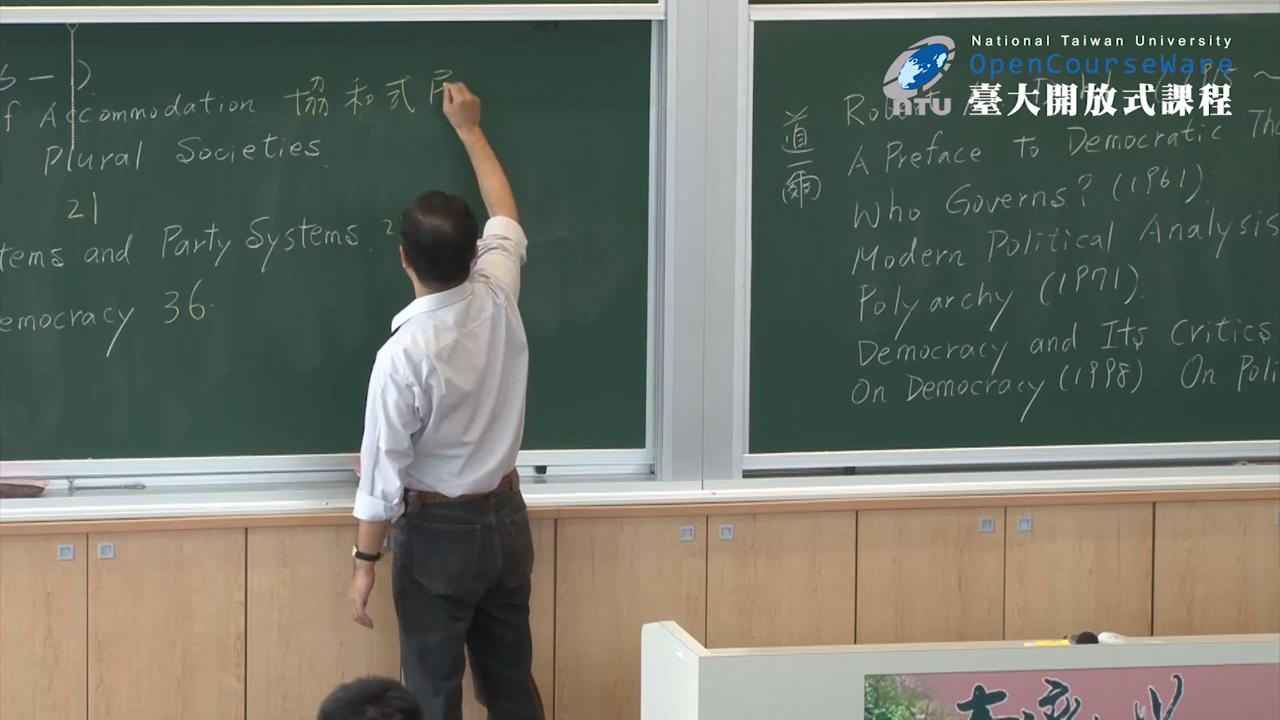 f Accommodation 協和式
Plural Societies.
21
tems and Party Systems. 2
emocracy 36.
道爾
A Preface to Democratic Th
Who Governs? (1961).
Modern Political Analysis
Polyarchy (1971).
Democracy and Its Critics.
On Democracy (1998) On Poli
National Taiwan University
OpenCourseWare
NTU 臺大開放式課程